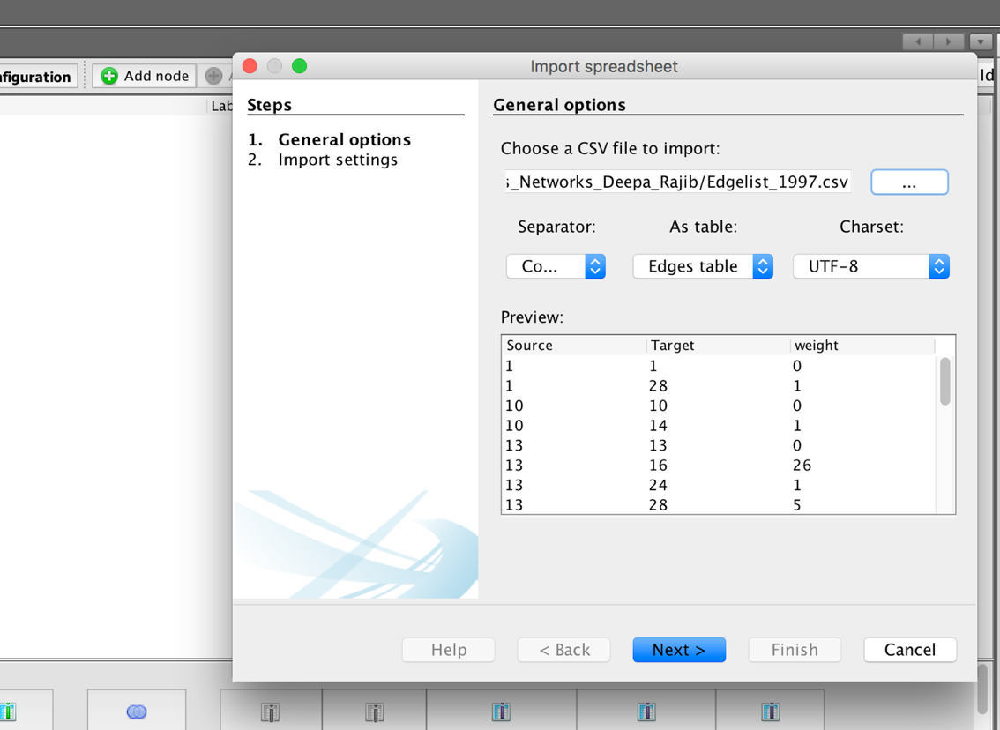 Import spreadsheet
Add node
Steps
General options
1. General options
2. Import settings
Choose a CSV file to import:
_Networks_Deepa_Rajib/Edgelist_1997.csv
...
Separator: As table: Charset:
Co... Edges table UTF-8
Preview:
Source Target weight
1 1 0
1 28 1
10 10 0
10 14 1
13 13 0
13 16 26
13 24 1
13 28 5
Help < Back Next > Finish Cancel